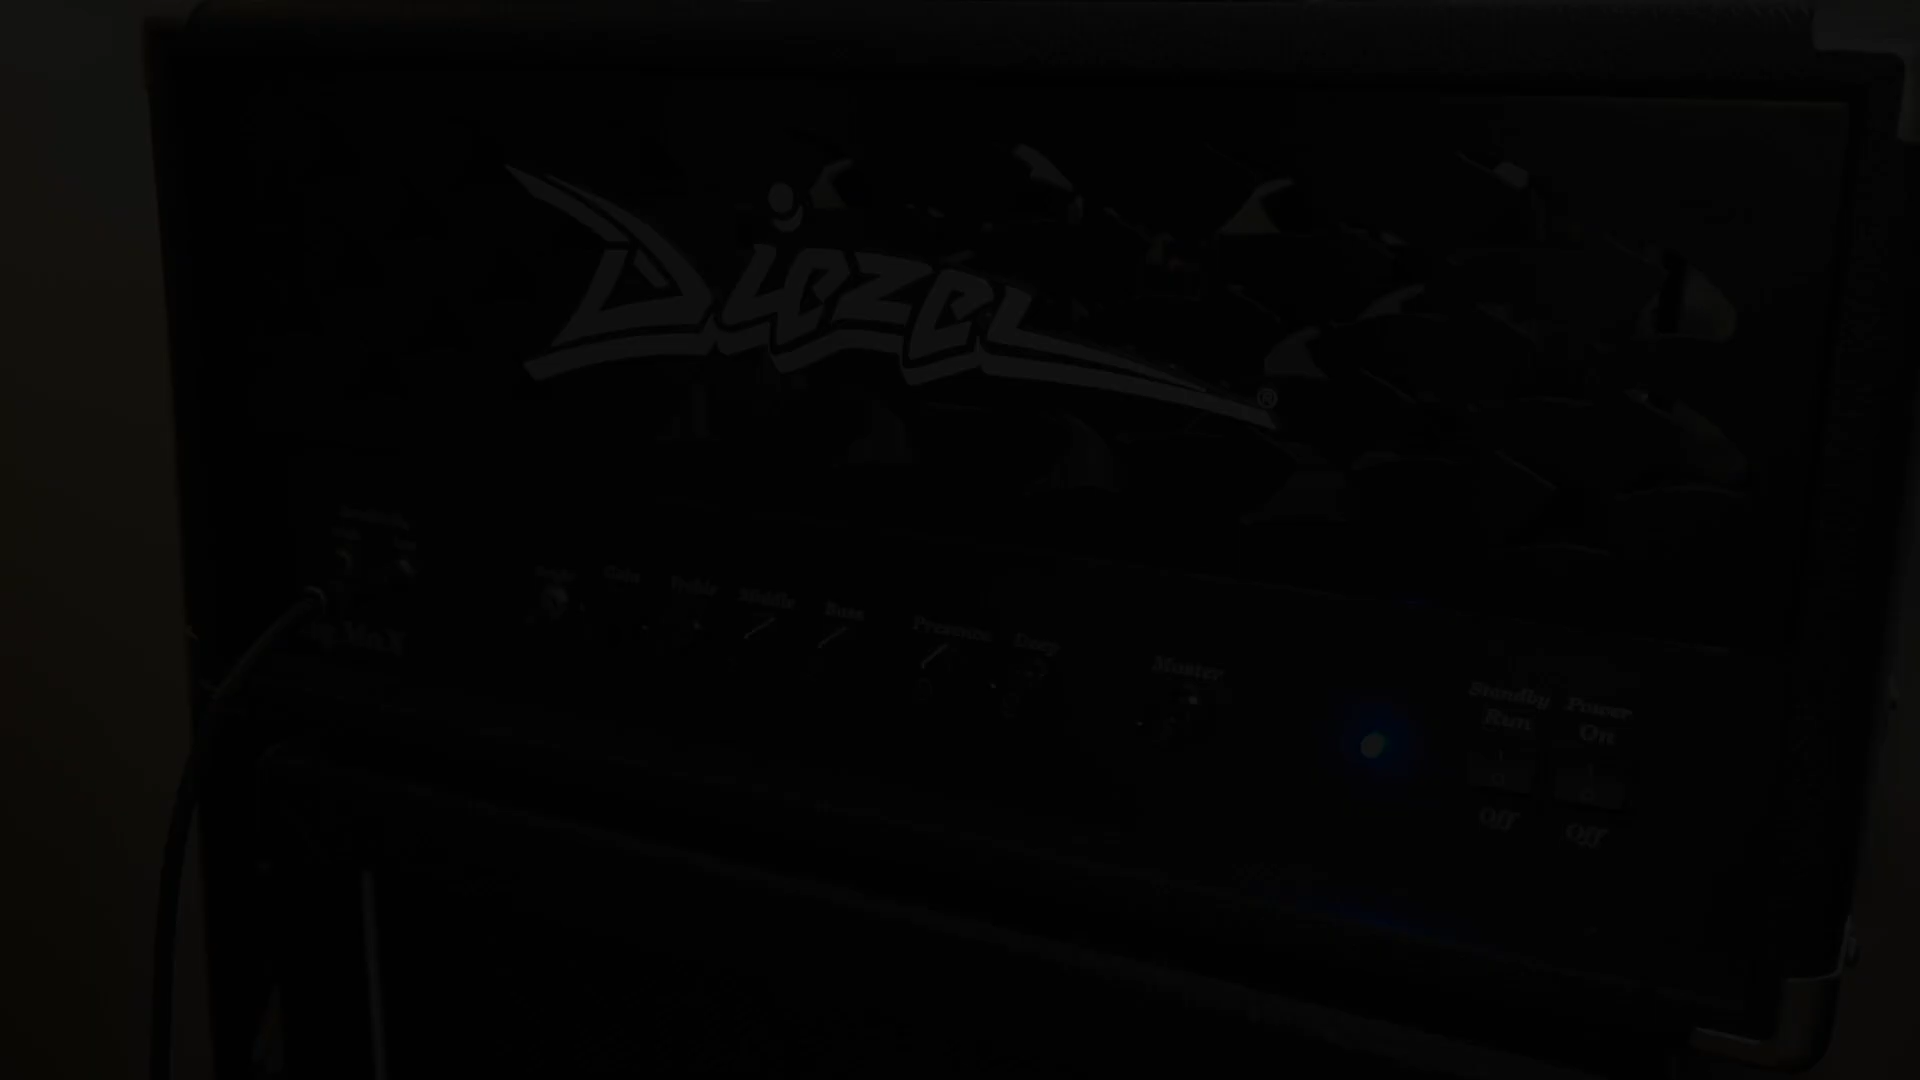 Diezel®
Gain Treble Middle Bass Presence Deep
Master
Standby Power
Run On
Off Off